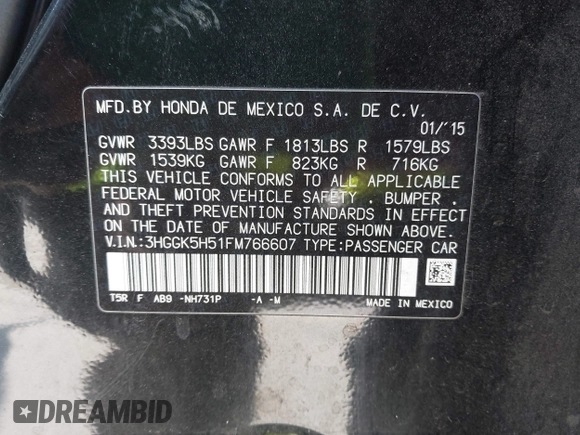 MFD.BY HONDA DE MEXICO S.A. DE C.V.
01/'15
GVWR 3393LBS GAWR F 1813LBS R 1579LBS
GVWR 1539KG GAWR F 823KG R 716KG
THIS VEHICLE CONFORMS TO ALL APPLICABLE
FEDERAL MOTOR VEHICLE SAFETY . BUMPER .
AND THEFT PREVENTION STANDARDS IN EFFECT
ON THE DATE OF MANUFACTURE SHOWN ABOVE.
V.I.N.:3HGGK5H51FM766607 TYPE:PASSENGER CAR
T5R F AB9 -NH731P -A -M MADE IN MEXICO
DREAMBID